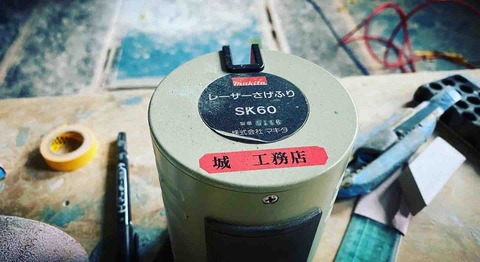 makita
レーザーさげふり
SK60
株式会社 マキタ
城 工務店